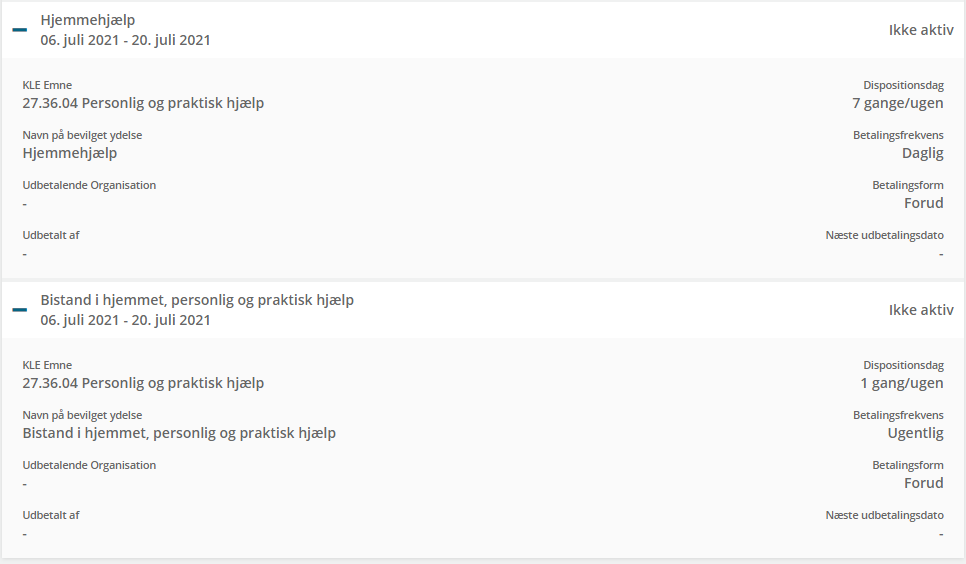 Hjemmehjælp
06. juli 2021 - 20. juli 2021
Ikke aktiv
KLE Emne
27.36.04 Personlig og praktisk hjælp
Dispositionsdag
7 gange/ugen
Navn på bevilget ydelse
Hjemmehjælp
Betalingsfrekvens
Daglig
Udbetalende Organisation
-
Betalingsform
Forud
Udbetalt af
-
Næste udbetalingsdato
-
Bistand i hjemmet, personlig og praktisk hjælp
06. juli 2021 - 20. juli 2021
Ikke aktiv
KLE Emne
27.36.04 Personlig og praktisk hjælp
Dispositionsdag
1 gang/ugen
Navn på bevilget ydelse
Bistand i hjemmet, personlig og praktisk hjælp
Betalingsfrekvens
Ugentlig
Udbetalende Organisation
-
Betalingsform
Forud
Udbetalt af
-
Næste udbetalingsdato
-